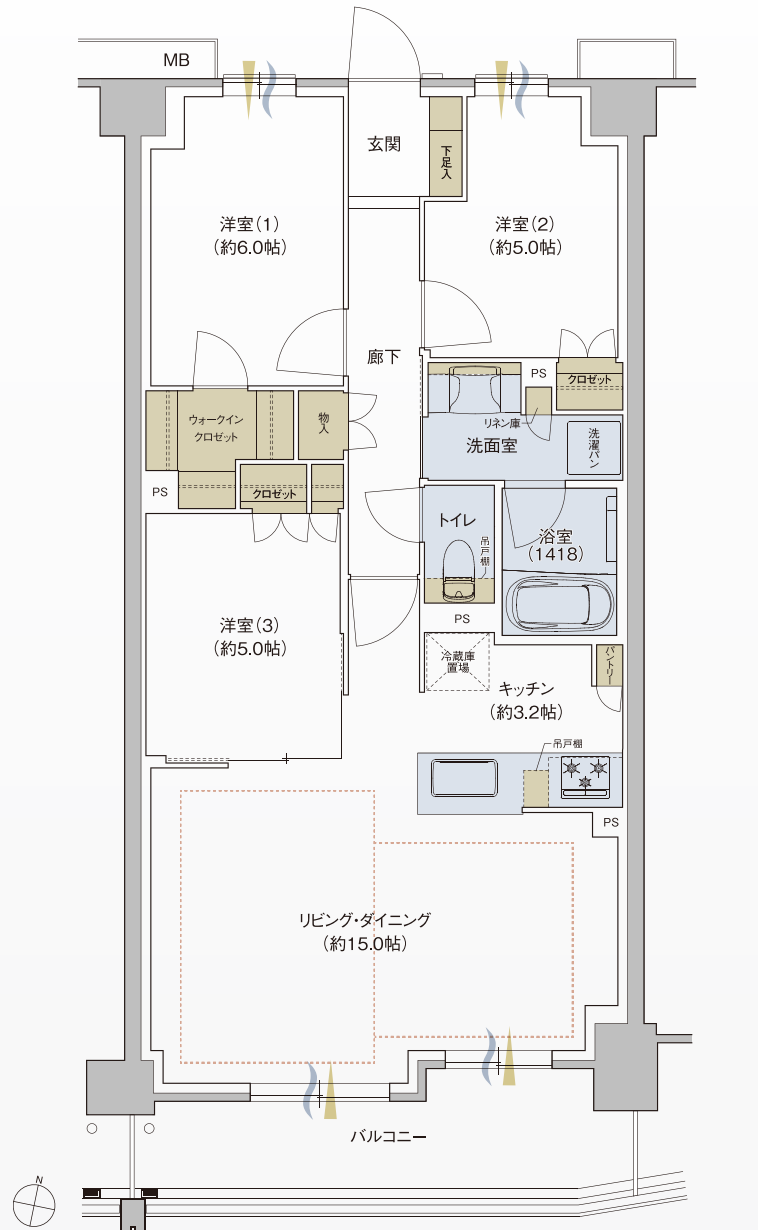 MB
玄関
下足入
洋室（1）
（約6.0帖）
洋室（2）
（約5.0帖）
廊下
PS
クロゼット
ウォークイン
クロゼット
物入
リネン庫
洗面室
洗濯パン
PS
クロゼット
トイレ
吊戸棚
浴室
（1418）
PS
洋室（3）
（約5.0帖）
冷蔵庫
置場
パントリー
キッチン
（約3.2帖）
吊戸棚
PS
リビング・ダイニング
（約15.0帖）
バルコニー
N